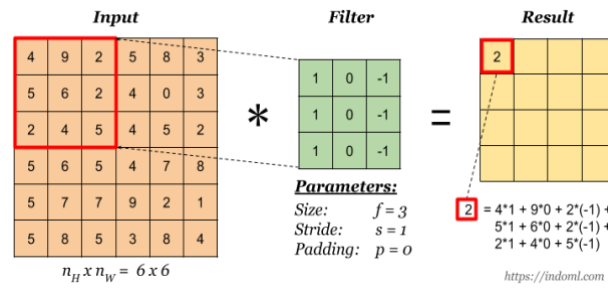 Input
Filter
Result
4 9 2 5 8 3
5 6 2 4 0 3
2 4 5 4 5 2
5 6 5 4 7 8
5 7 7 9 2 1
5 8 5 3 8 4
n_H x n_W = 6 x 6
*
1 0 -1
1 0 -1
1 0 -1
Parameters:
Size: f = 3
Stride: s = 1
Padding: p = 0
=
2
2 = 4*1 + 9*0 + 2*(-1) +
5*1 + 6*0 + 2*(-1) +
2*1 + 4*0 + 5*(-1)
https://indoml.com